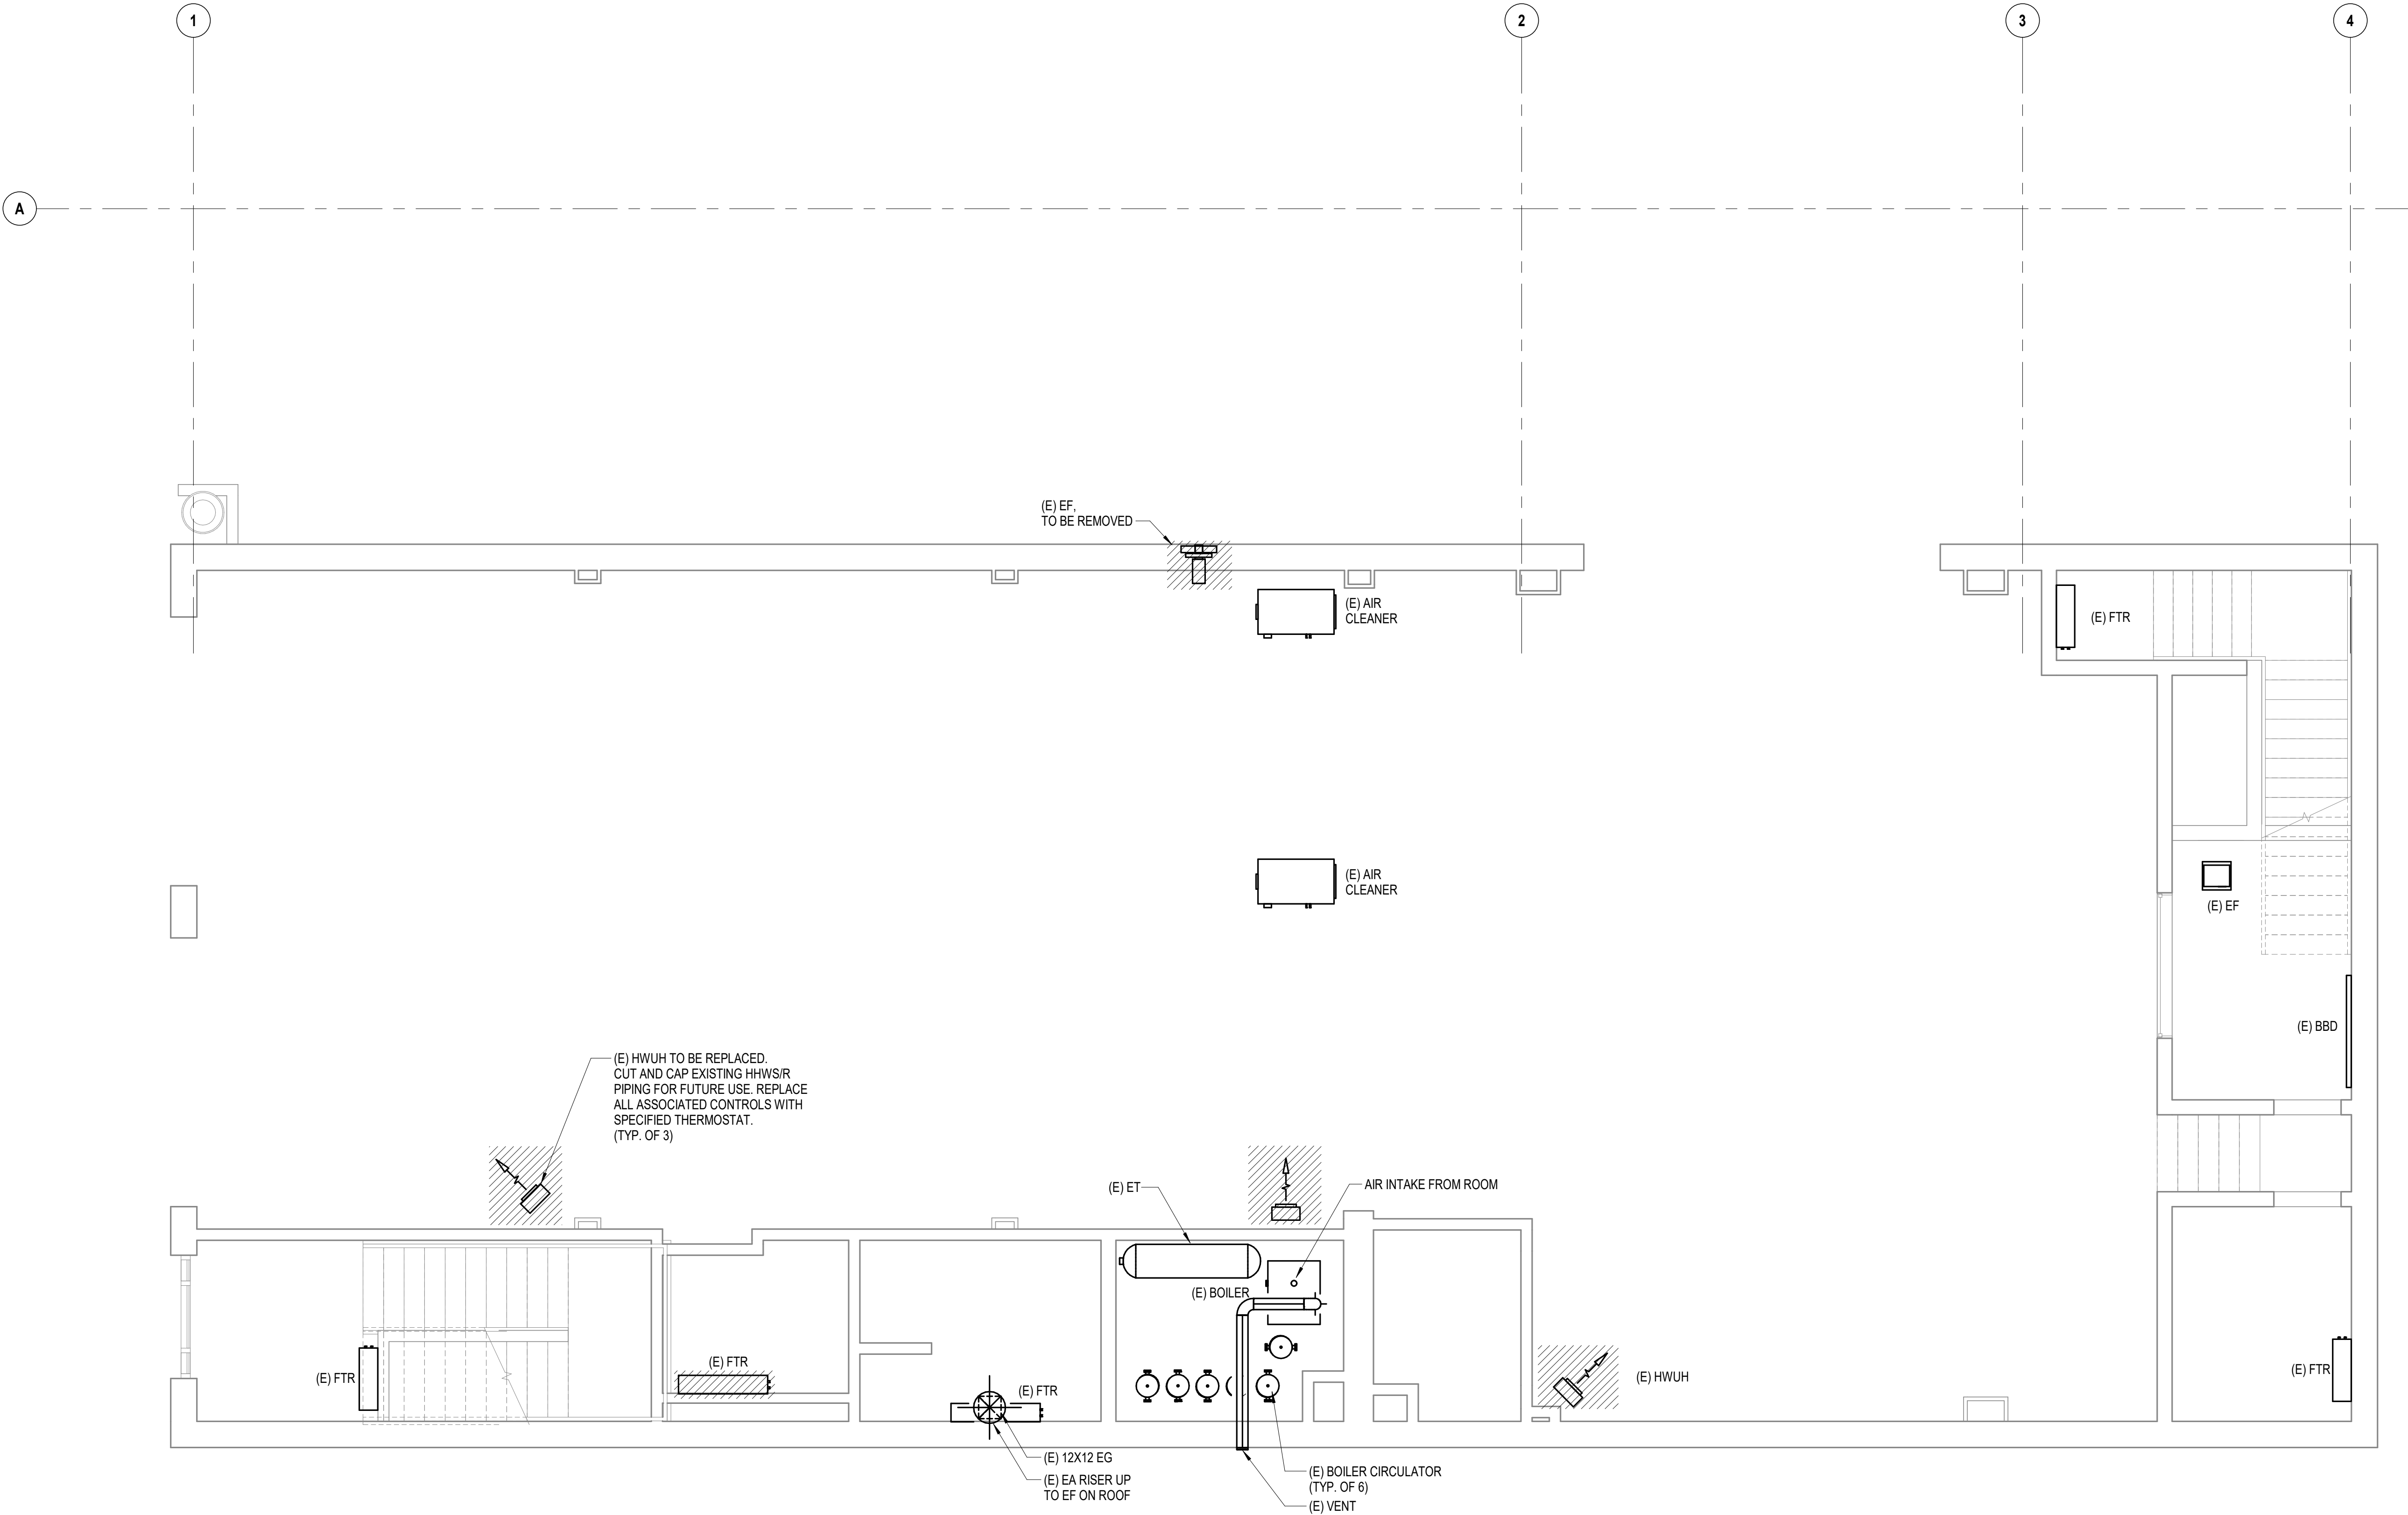 1
2
3
4
A
(E) EF,
TO BE REMOVED
(E) AIR
CLEANER
(E) FTR
(E) AIR
CLEANER
(E) EF
(E) BBD
(E) HWUH TO BE REPLACED.
CUT AND CAP EXISTING HHWS/R
PIPING FOR FUTURE USE. REPLACE
ALL ASSOCIATED CONTROLS WITH
SPECIFIED THERMOSTAT.
(TYP. OF 3)
(E) ET
AIR INTAKE FROM ROOM
(E) BOILER
(E) FTR
(E) FTR
(E) FTR
(E) HWUH
(E) FTR
(E) 12X12 EG
(E) EA RISER UP
TO EF ON ROOF
(E) BOILER CIRCULATOR
(TYP. OF 6)
(E) VENT